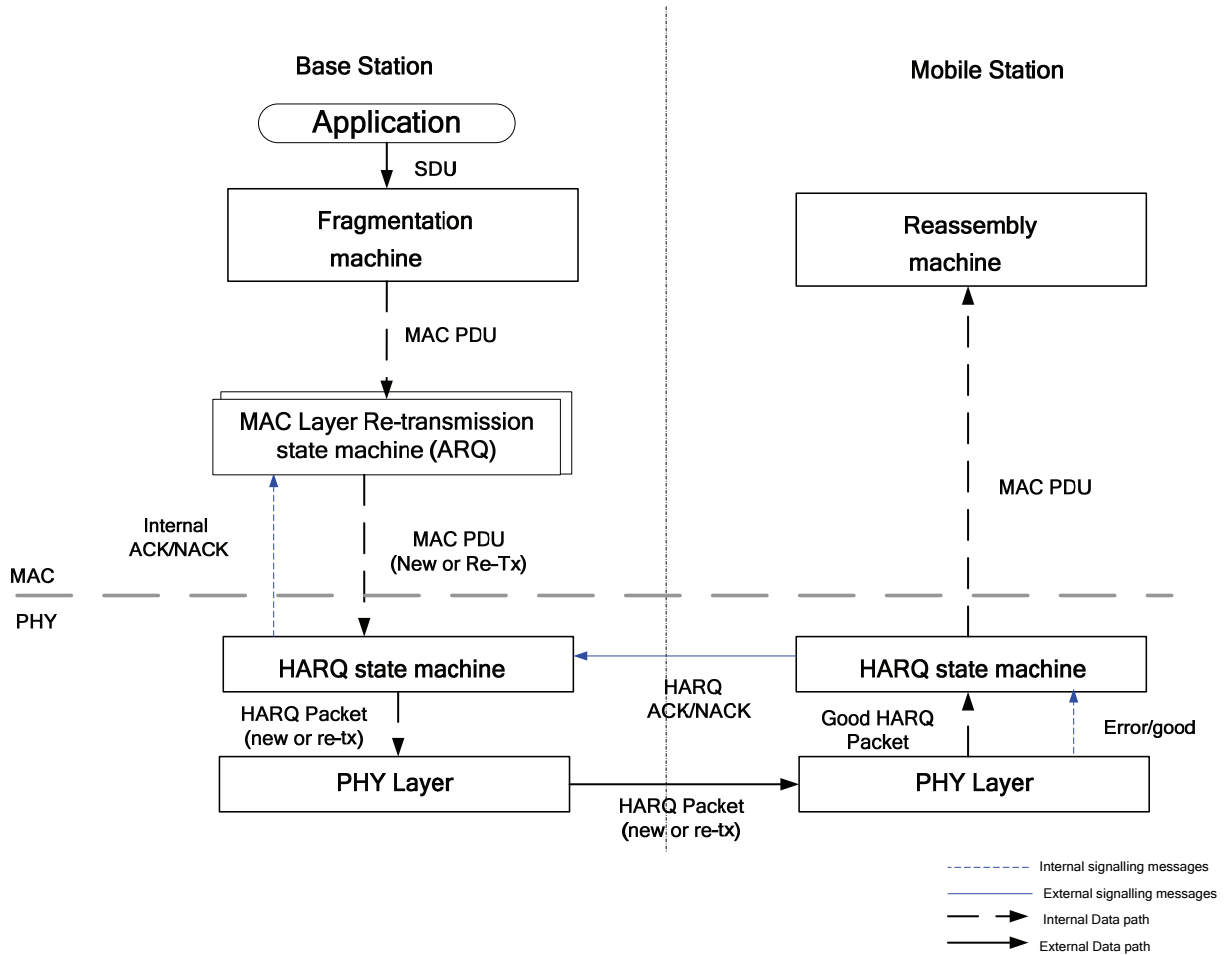 Base Station
Mobile Station
Application
SDU
Fragmentation
machine
Reassembly
machine
MAC PDU
MAC Layer Re-transmission
state machine (ARQ)
MAC PDU
Internal
ACK/NACK
MAC PDU
(New or Re-Tx)
MAC
PHY
HARQ state machine
HARQ state machine
HARQ
ACK/NACK
HARQ Packet
(new or re-tx)
Good HARQ
Packet
Error/good
PHY Layer
PHY Layer
HARQ Packet
(new or re-tx)
Internal signalling messages
External signalling messages
Internal Data path
External Data path